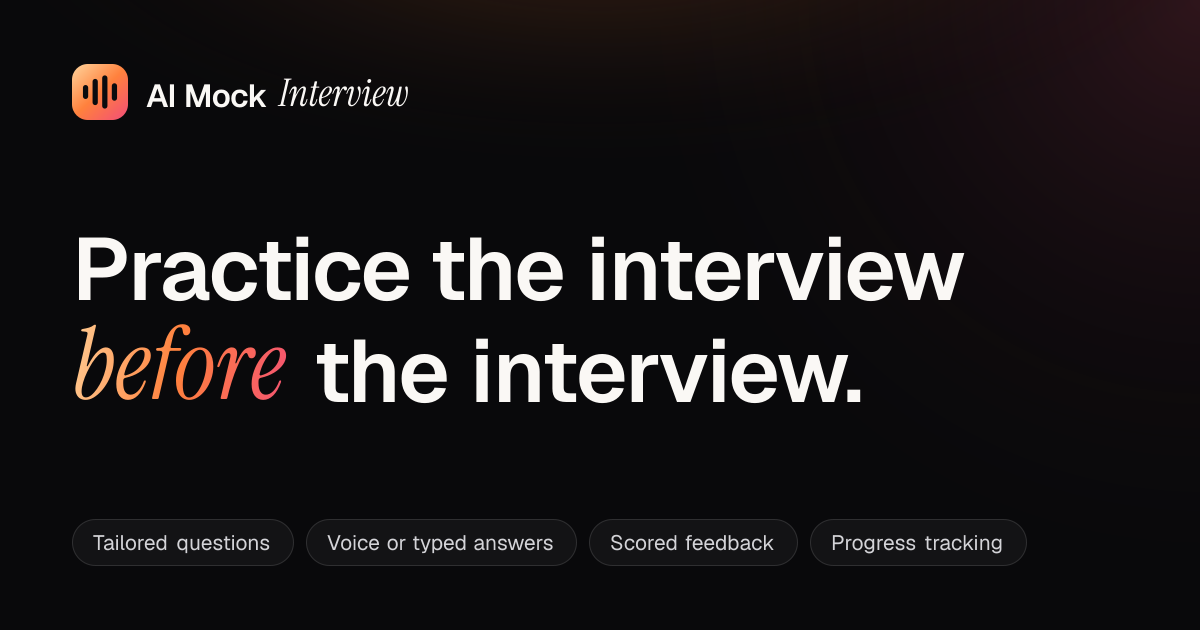 AI Mock Interview
Practice the interview
before the interview.
Tailored questions
Voice or typed answers
Scored feedback
Progress tracking